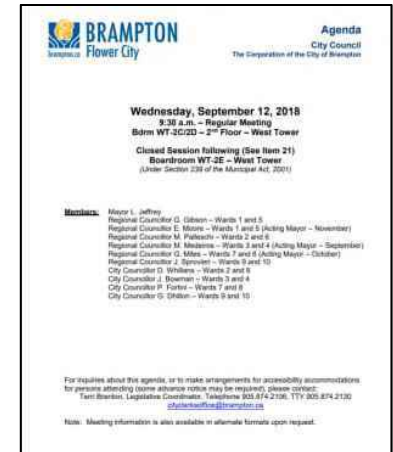 BRAMPTON
brampton.ca Flower City
Agenda
City Council
The Corporation of the City of Brampton
Wednesday, September 12, 2018
9:30 a.m. – Regular Meeting
Bdrm WT-2C/2D – 2nd Floor – West Tower
Closed Session following (See Item 21)
Boardroom WT-2E – West Tower
(Under Section 239 of the Municipal Act, 2001)
Members: Mayor L. Jeffrey
Regional Councillor G. Gibson – Wards 1 and 5
Regional Councillor E. Moore – Wards 1 and 5 (Acting Mayor – November)
Regional Councillor M. Palleschi – Wards 2 and 6
Regional Councillor M. Medeiros – Wards 3 and 4 (Acting Mayor – September)
Regional Councillor G. Miles – Wards 7 and 8 (Acting Mayor – October)
Regional Councillor J. Sprovieri – Wards 9 and 10
City Councillor D. Whillans – Wards 2 and 6
City Councillor J. Bowman – Wards 3 and 4
City Councillor P. Fortini – Wards 7 and 8
City Councillor G. Dhillon – Wards 9 and 10
For inquiries about this agenda, or to make arrangements for accessibility accommodations
for persons attending (some advance notice may be required), please contact:
Terri Brenton, Legislative Coordinator, Telephone 905.874.2106, TTY 905.874.2130
cityclerksoffice@brampton.ca
Note: Meeting information is also available in alternate formats upon request.